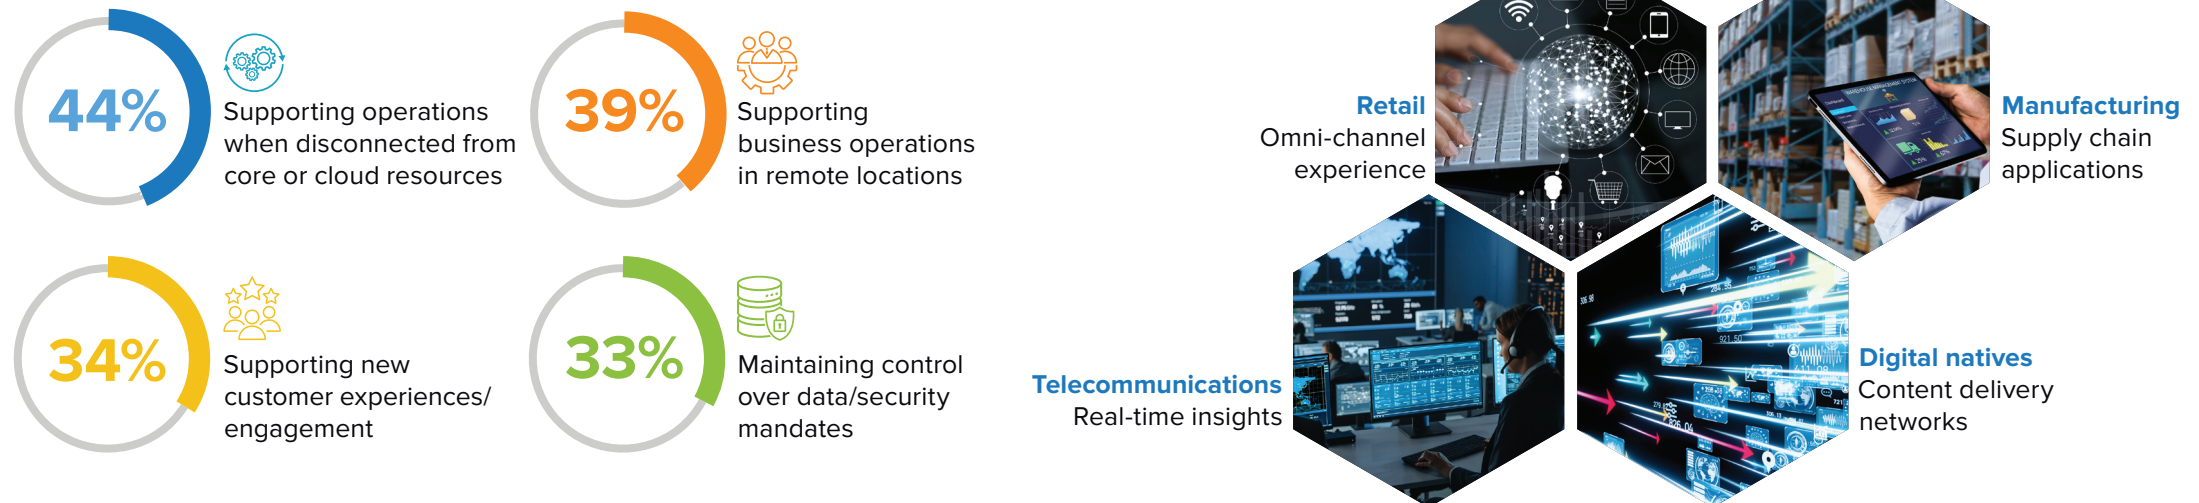 44%
Supporting operations
when disconnected from
core or cloud resources
39%
Supporting
business operations
in remote locations
34%
Supporting new
customer experiences/
engagement
33%
Maintaining control
over data/security
mandates
Retail
Omni-channel
experience
Manufacturing
Supply chain
applications
Telecommunications
Real-time insights
Digital natives
Content delivery
networks